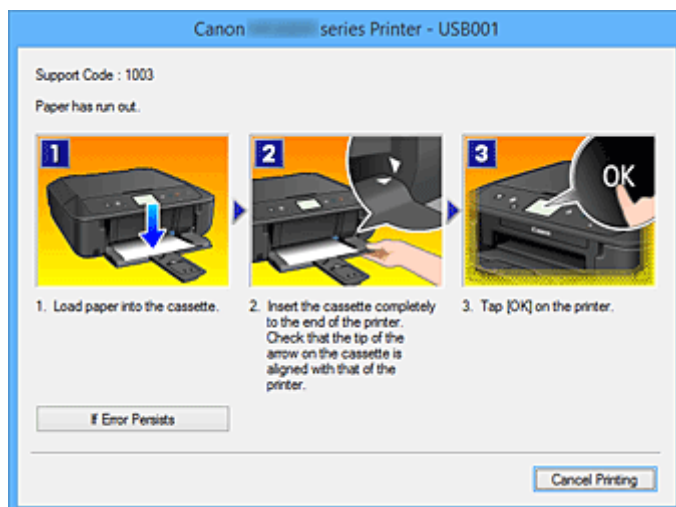 Canon series Printer - USB001
Support Code : 1003
Paper has run out.
1
2
3
OK
Canon
1. Load paper into the cassette.
2. Insert the cassette completely
to the end of the printer.
Check that the tip of the
arrow on the cassette is
aligned with that of the
printer.
3. Tap [OK] on the printer.
If Error Persists
Cancel Printing